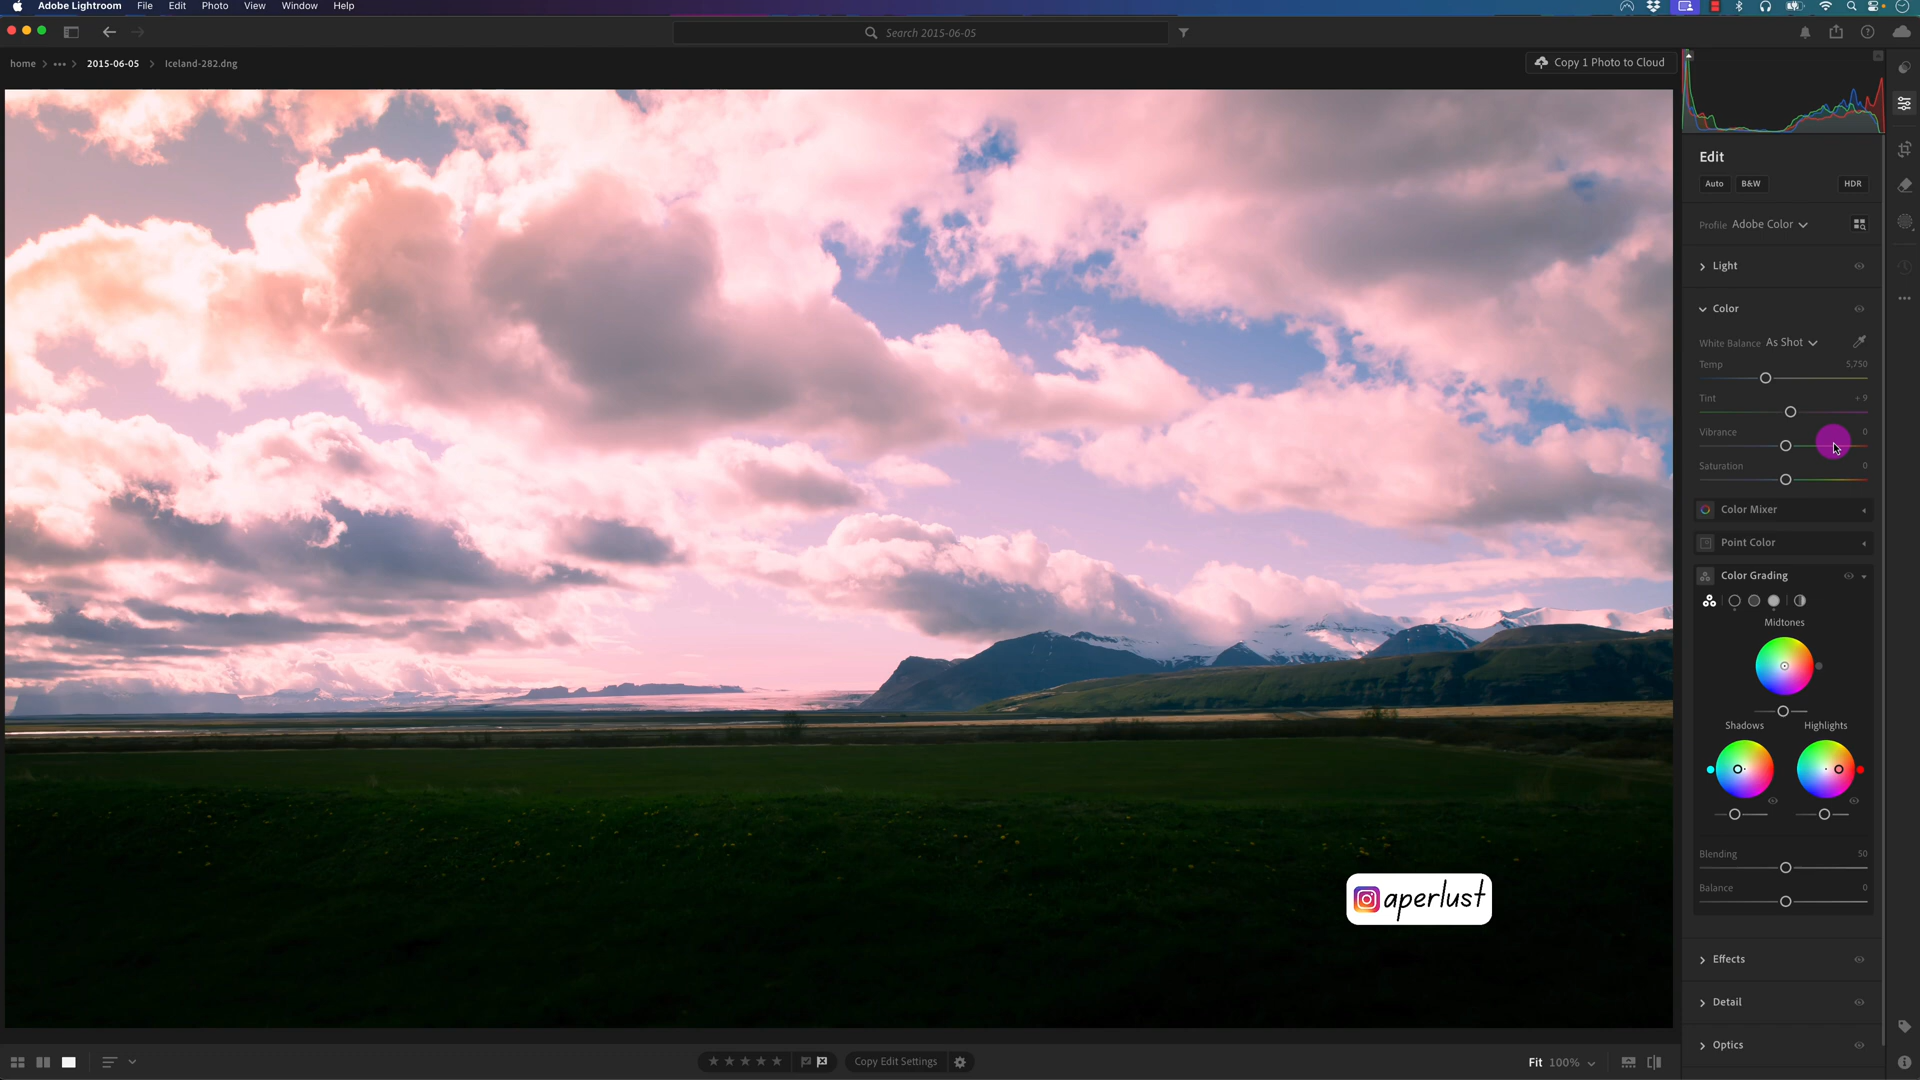 Adobe Lightroom File Edit Photo View Window Help
Search 2015-06-05
home > ••• > 2015-06-05 > Iceland-282.dng
Copy 1 Photo to Cloud
Edit
Auto B&W HDR
Profile Adobe Color
Light
Color
White Balance As Shot
Temp 5,750
Tint + 9
Vibrance 0
Saturation 0
Color Mixer
Point Color
Color Grading
Midtones
Shadows Highlights
Blending 50
Balance 0
aperlust
Effects
Detail
Optics
Copy Edit Settings
Fit 100%